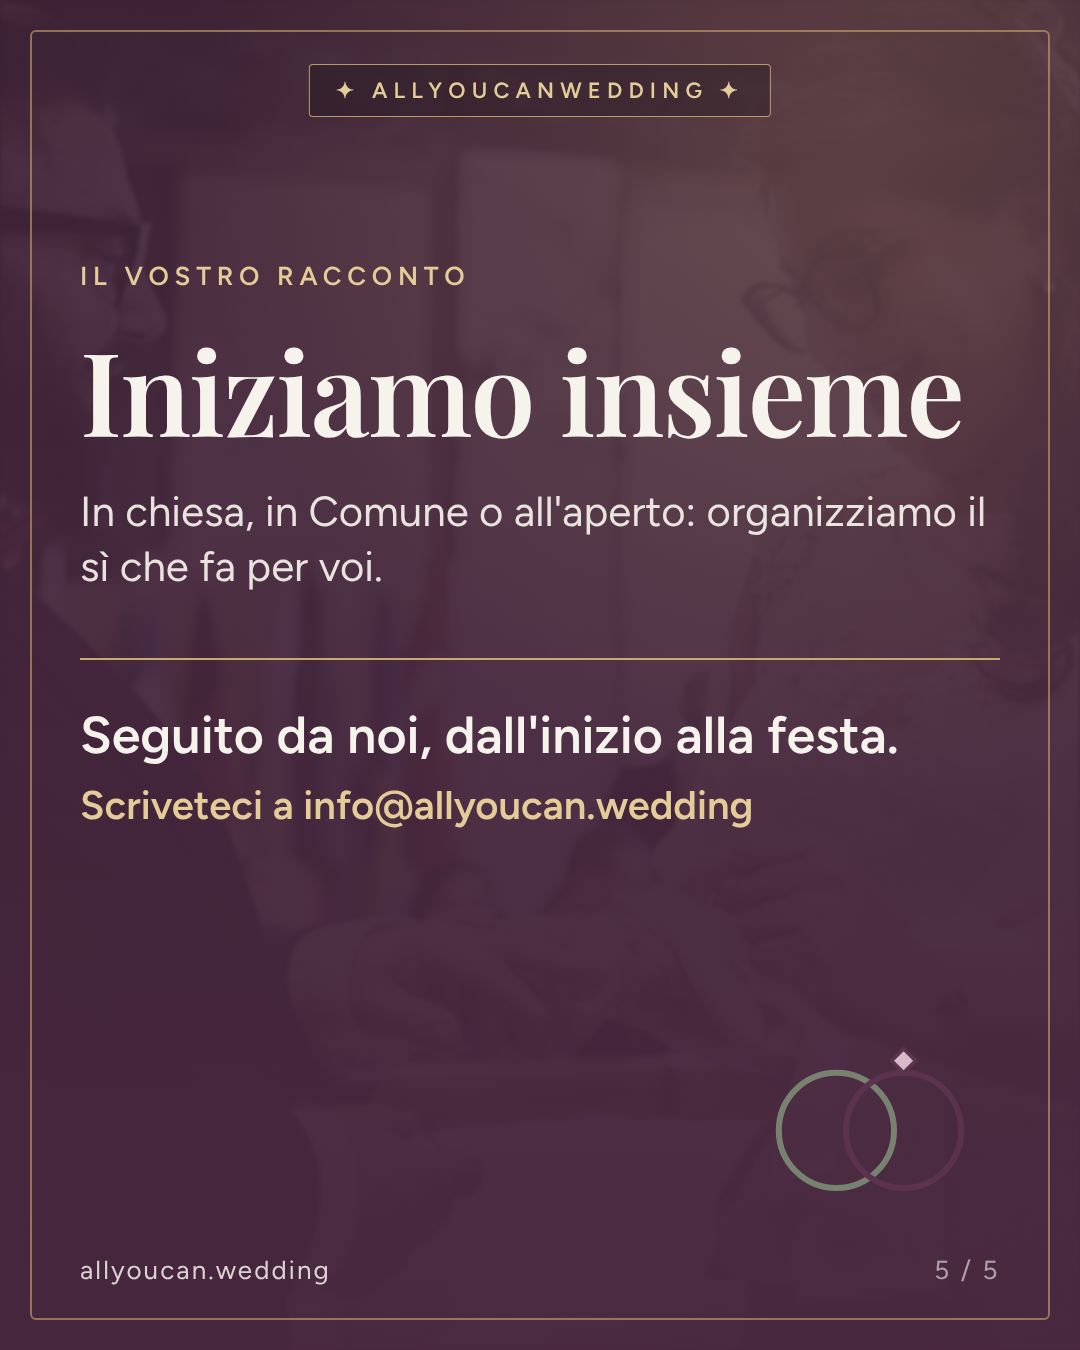 ✦ ALLYOUCANWEDDING ✦
IL VOSTRO RACCONTO
Iniziamo insieme
In chiesa, in Comune o all'aperto: organizziamo il
sì che fa per voi.
Seguito da noi, dall'inizio alla festa.
Scriveteci a info@allyoucan.wedding
allyoucan.wedding
5 / 5